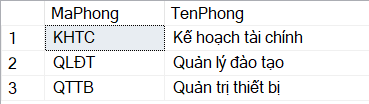 MaPhong TenPhong
1 KHTC Kế hoạch tài chính
2 QLĐT Quản lý đào tạo
3 QTTB Quản trị thiết bị